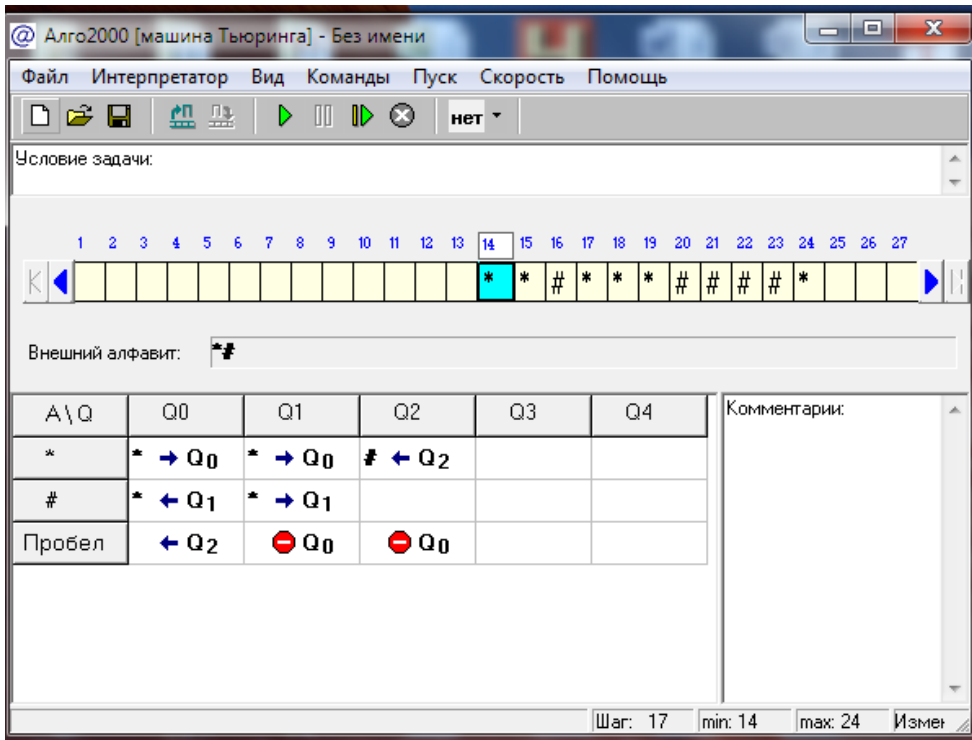 @ Алго2000 [машина Тьюринга] - Без имени
Файл Интерпретатор Вид Команды Пуск Скорость Помощь
нет
Условие задачи:
1 2 3 4 5 6 7 8 9 10 11 12 13 14 15 16 17 18 19 20 21 22 23 24 25 26 27
* * # * * * # # # # *
Внешний алфавит: *#
A\Q Q0 Q1 Q2 Q3 Q4 Комментарии:
* * → Q0 * → Q0 # ← Q2
# * ← Q1 * → Q1
Пробел ← Q2 Q0 Q0
Шаг: 17 min: 14 max: 24 Измен